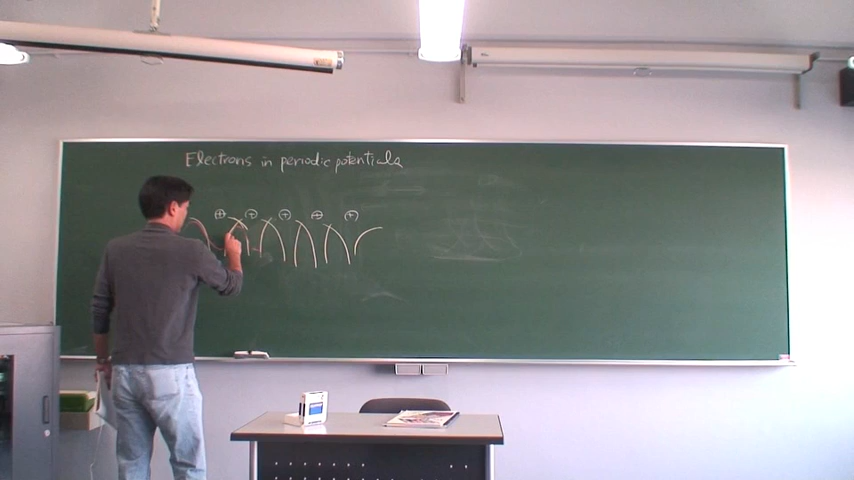 Electrons in periodic potentials
+ + + + +